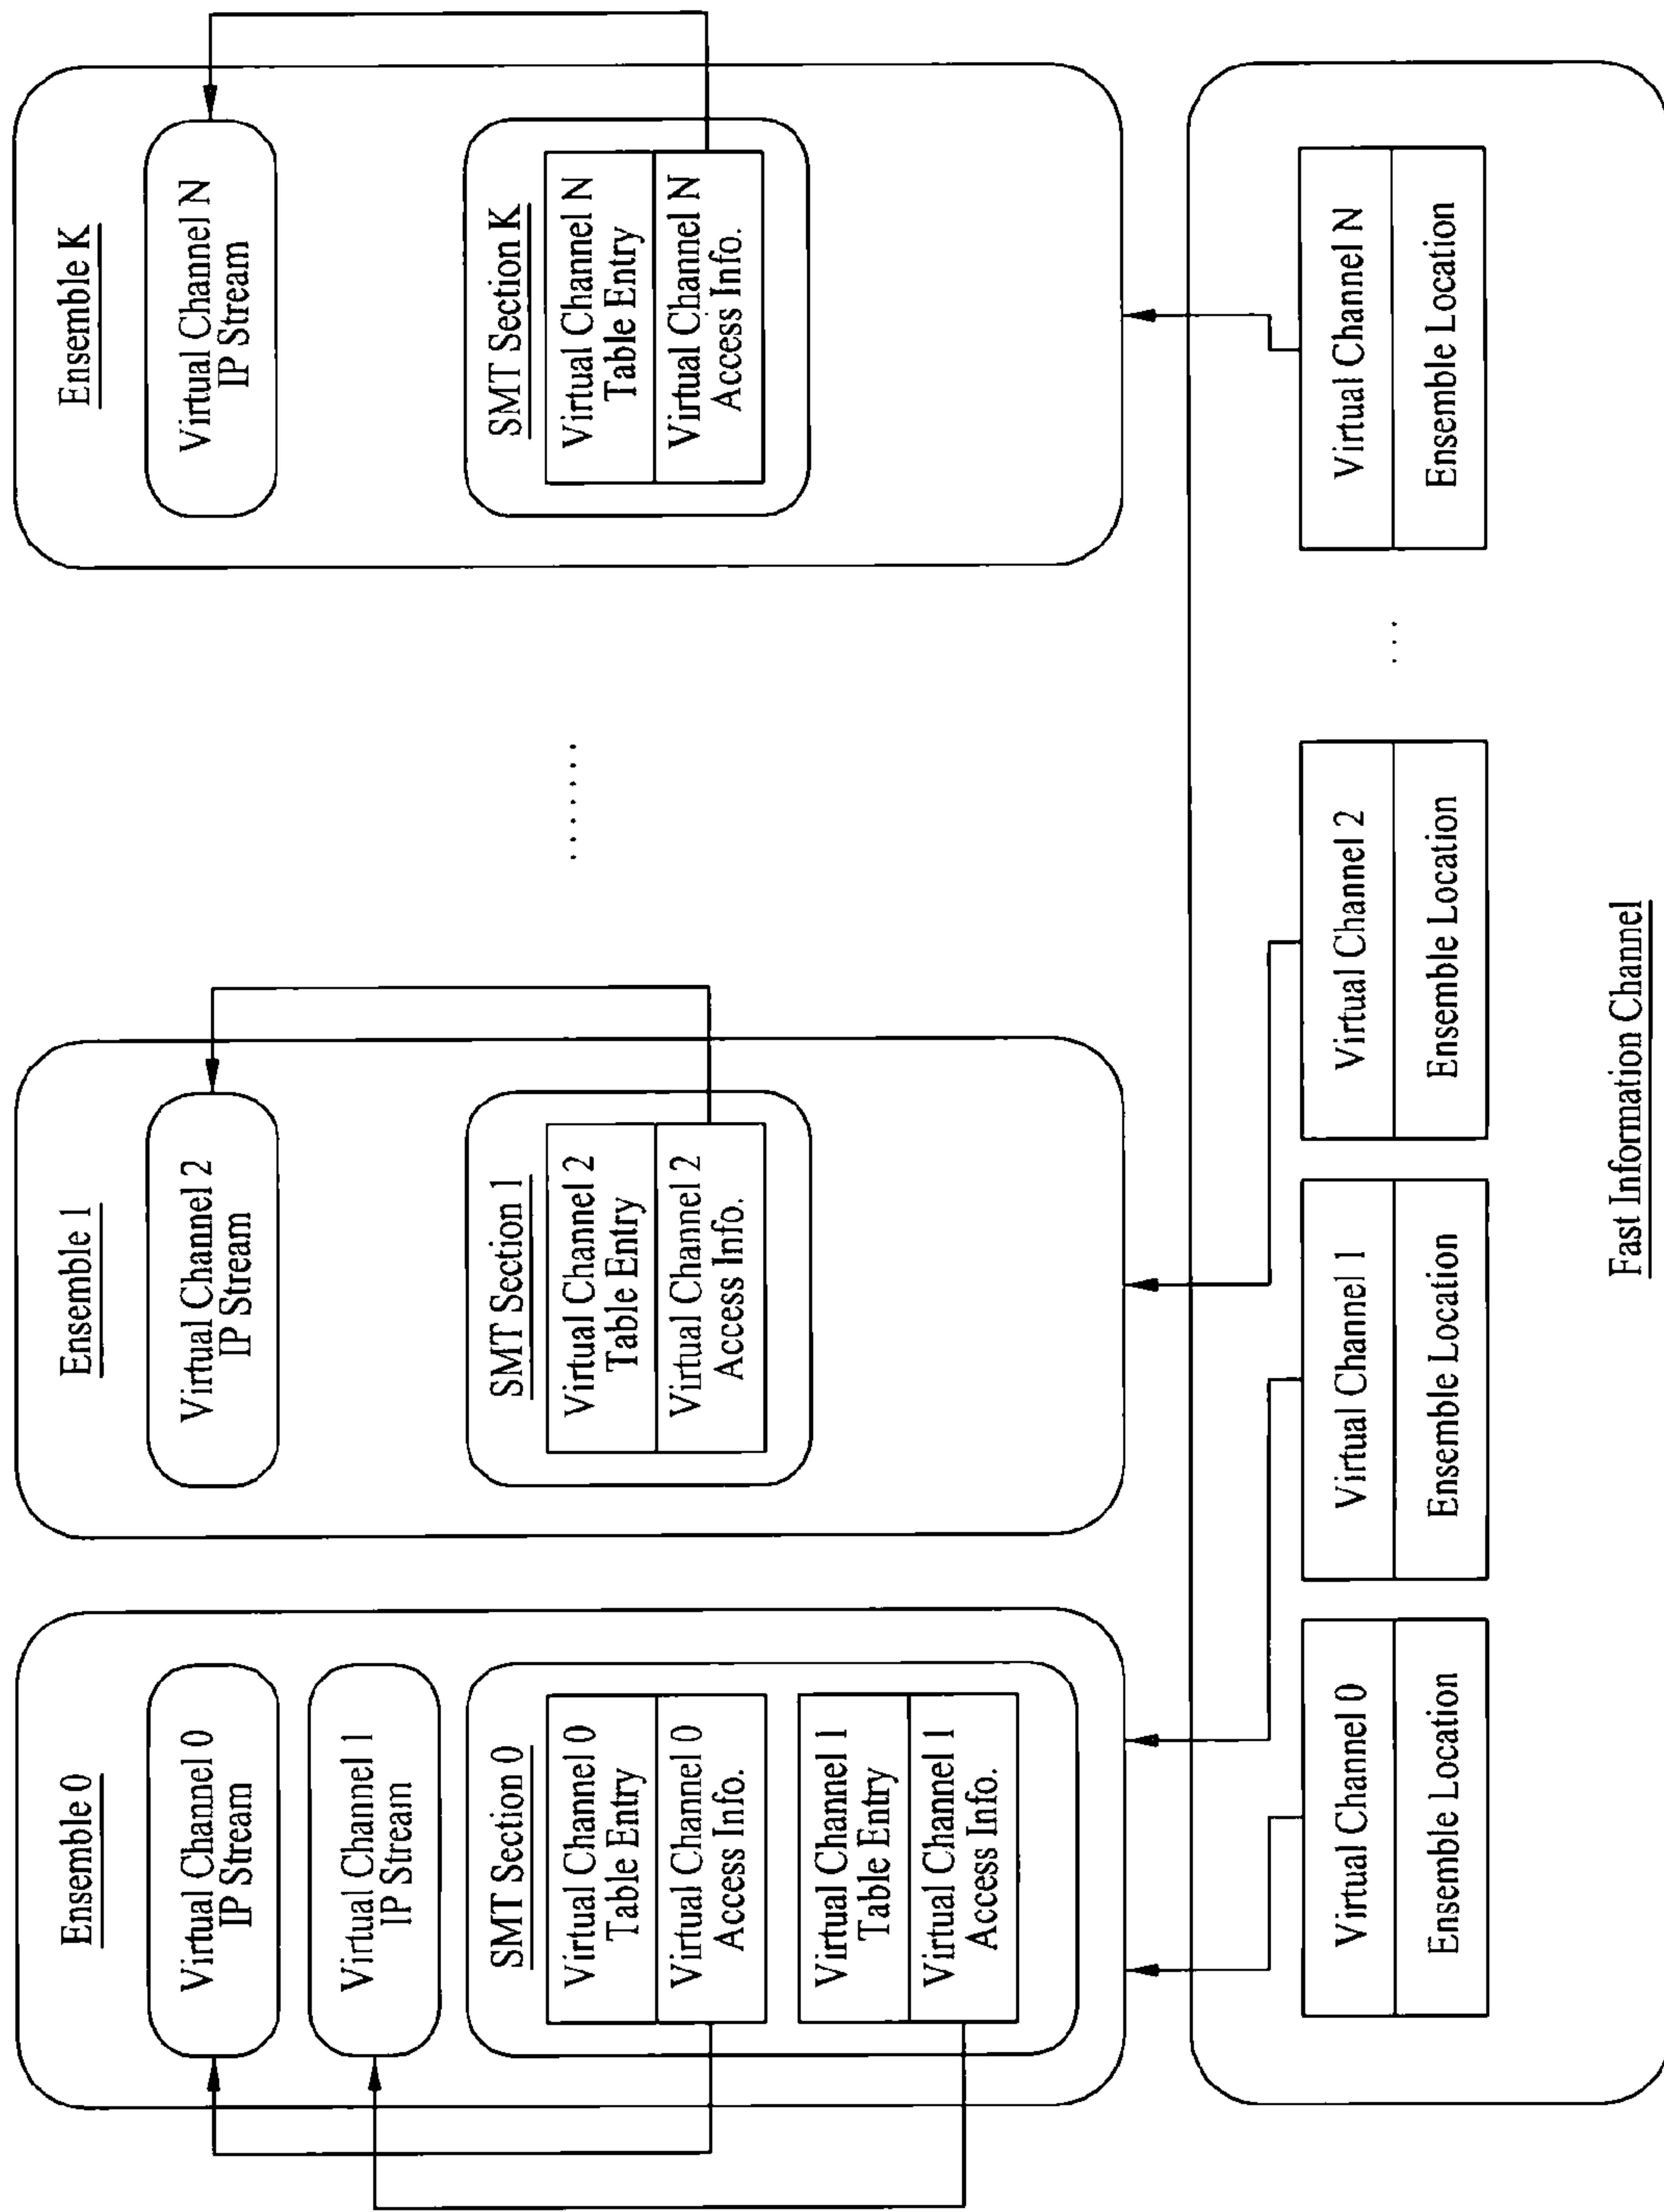 Ensemble 0
Virtual Channel 0
IP Stream
Virtual Channel 1
IP Stream
SMT Section 0
Virtual Channel 0
Table Entry
Virtual Channel 0
Access Info.
Virtual Channel 1
Table Entry
Virtual Channel 1
Access Info.
Ensemble 1
Virtual Channel 2
IP Stream
SMT Section 1
Virtual Channel 2
Table Entry
Virtual Channel 2
Access Info.
.......
Ensemble K
Virtual Channel N
IP Stream
SMT Section K
Virtual Channel N
Table Entry
Virtual Channel N
Access Info.
Virtual Channel 0
Ensemble Location
Virtual Channel 1
Ensemble Location
Virtual Channel 2
Ensemble Location
...
Virtual Channel N
Ensemble Location
Fast Information Channel